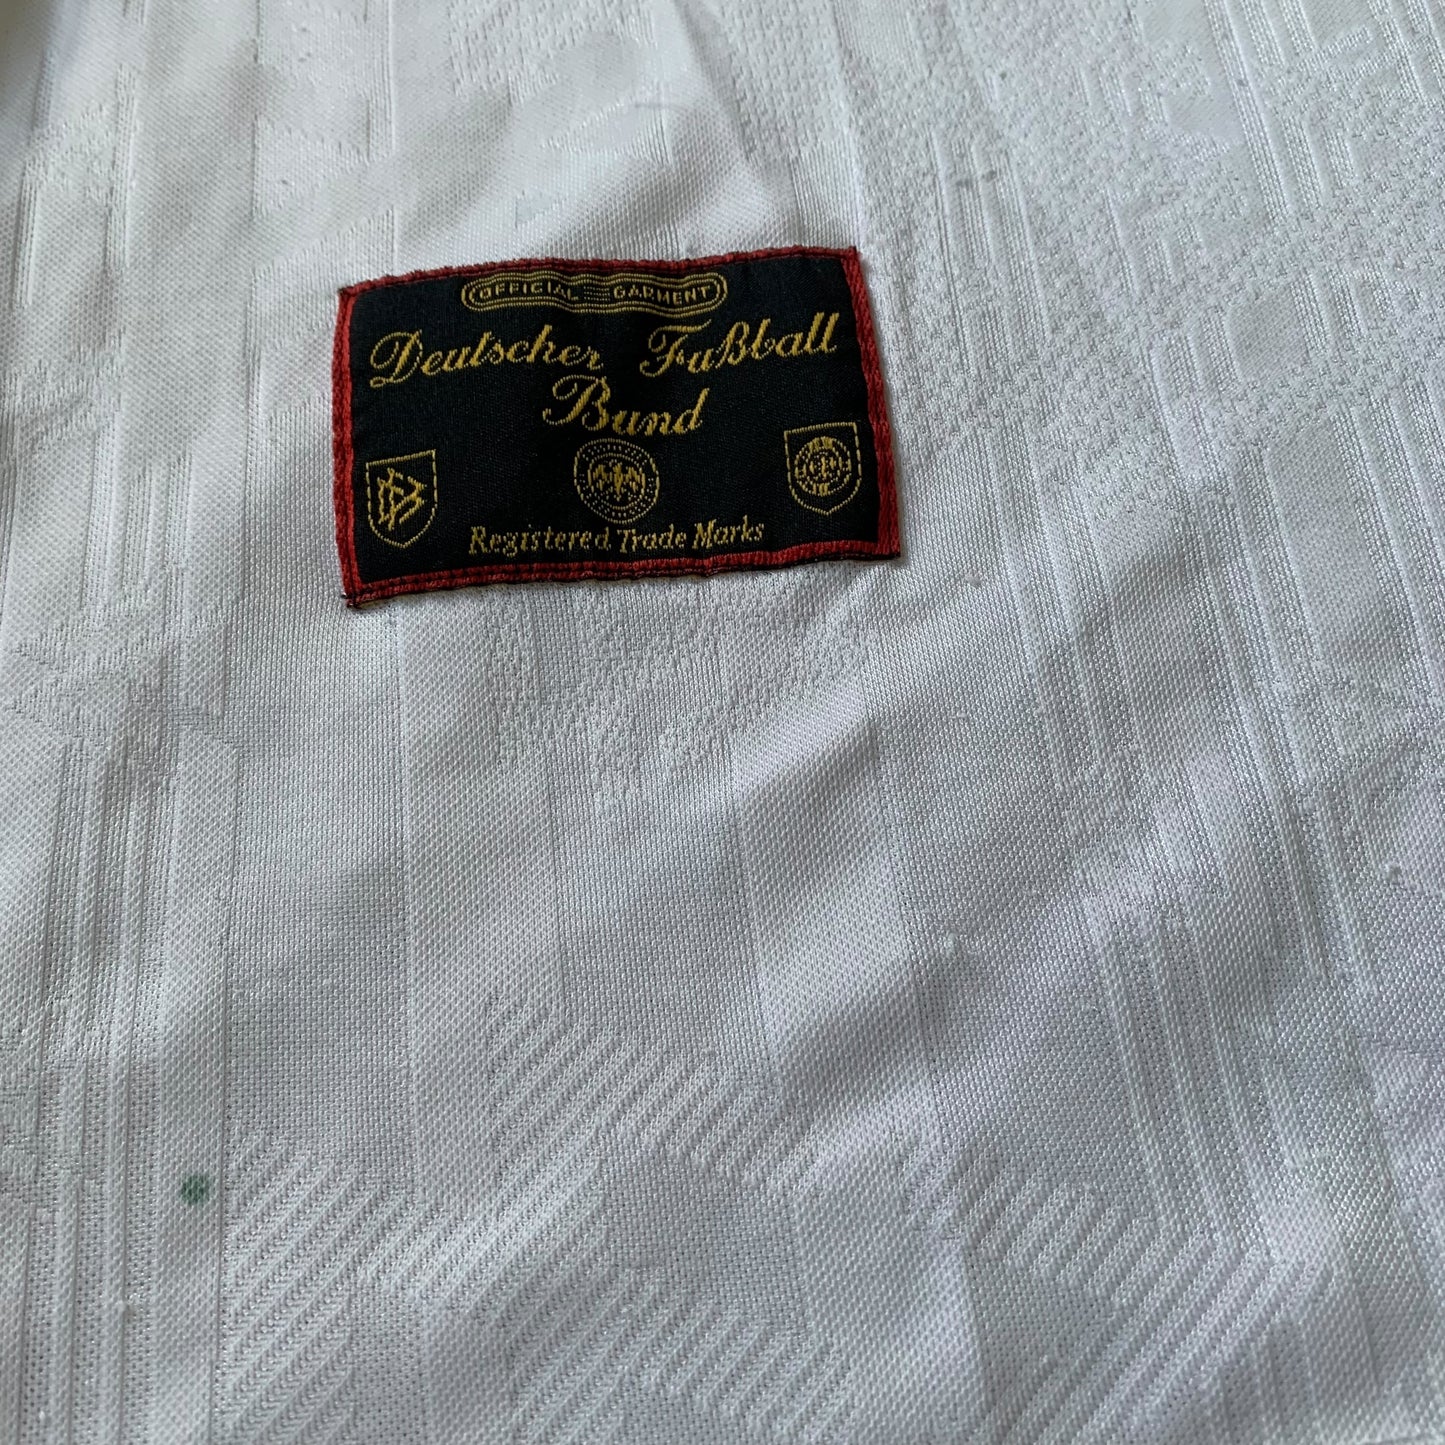 OFFICIAL GARMENT
Deutscher Fußball
Bund
Registered Trade Marks